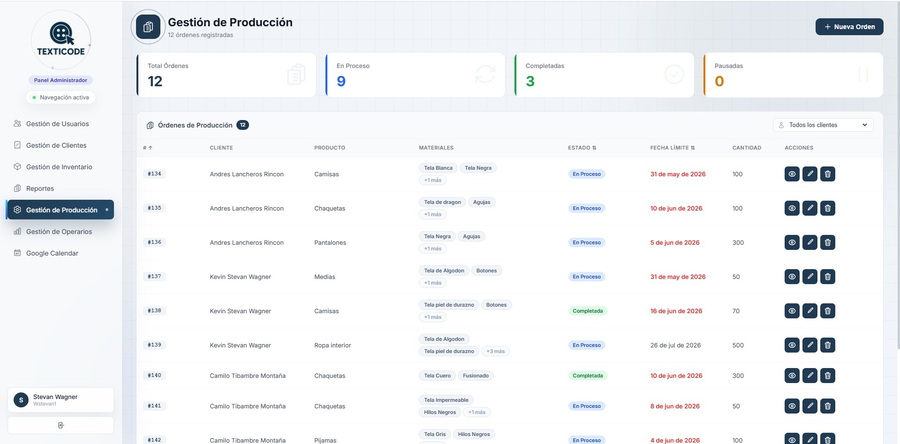 TEXTICODE
Panel Administrador
Navegación activa
Gestión de Usuarios
Gestión de Clientes
Gestión de Inventario
Reportes
Gestión de Producción
Gestión de Operarios
Google Calendar
S
Stevan Wagner
Gestión de Producción
12 órdenes registradas
+ Nueva Orden
Total Órdenes
12
En Proceso
9
Completadas
3
Pausadas
0
Órdenes de Producción 12
Todos los clientes
# ↑ CLIENTE PRODUCTO MATERIALES ESTADO ⇅ FECHA LÍMITE ⇅ CANTIDAD ACCIONES
#134 Andres Lancheros Rincon Camisas Tela Blanca Tela Negra +1 más En Proceso 31 de may de 2026 100
#135 Andres Lancheros Rincon Chaquetas Tela de dragon Agujas +1 más En Proceso 10 de jun de 2026 100
#136 Andres Lancheros Rincon Pantalones Tela Negra Agujas +1 más En Proceso 5 de jun de 2026 300
#137 Kevin Stevan Wagner Medias Tela de Algodon Botones +1 más En Proceso 31 de may de 2026 50
#138 Kevin Stevan Wagner Camisas Tela piel de durazno Botones +1 más Completada 16 de jun de 2026 70
#139 Kevin Stevan Wagner Ropa interior Tela de Algodon Tela piel de durazno +3 más En Proceso 26 de jul de 2026 500
#140 Camilo Tibambre Montaña Chaquetas Tela Cuero Fusionado Completada 10 de jun de 2026 300
#141 Camilo Tibambre Montaña Chaquetas Tela Impermeable Hilos Negros +1 más En Proceso 8 de jun de 2026 50
#142 Camilo Tibambre Montaña Pijamas Tela Gris Hilos Negros En Proceso 4 de jun de 2026 100